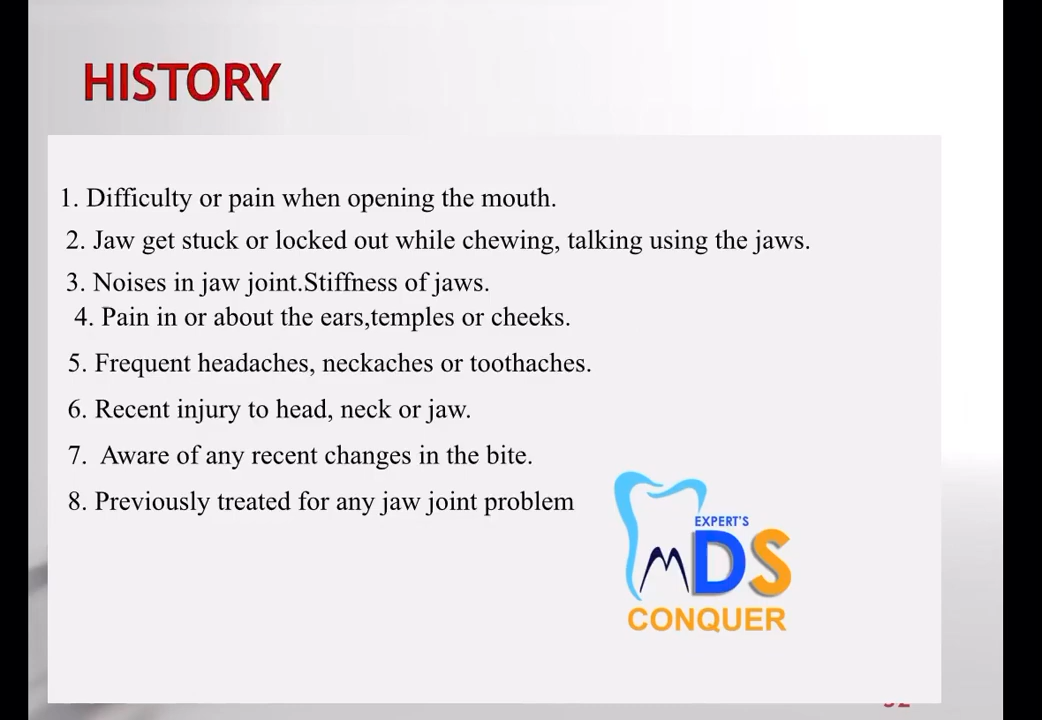 HISTORY
1. Difficulty or pain when opening the mouth.
2. Jaw get stuck or locked out while chewing, talking using the jaws.
3. Noises in jaw joint.Stiffness of jaws.
4. Pain in or about the ears,temples or cheeks.
5. Frequent headaches, neckaches or toothaches.
6. Recent injury to head, neck or jaw.
7. Aware of any recent changes in the bite.
8. Previously treated for any jaw joint problem
EXPERT'S
MDS
CONQUER